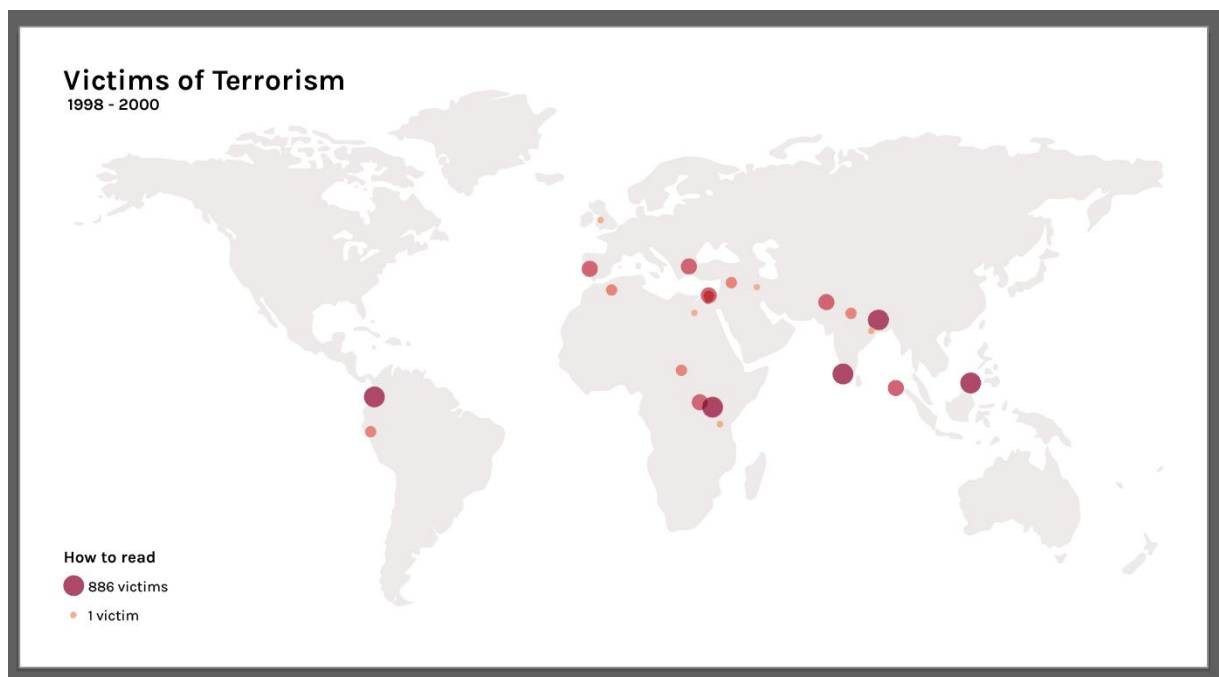 Victims of Terrorism
1998 - 2000
How to read
886 victims
1 victim